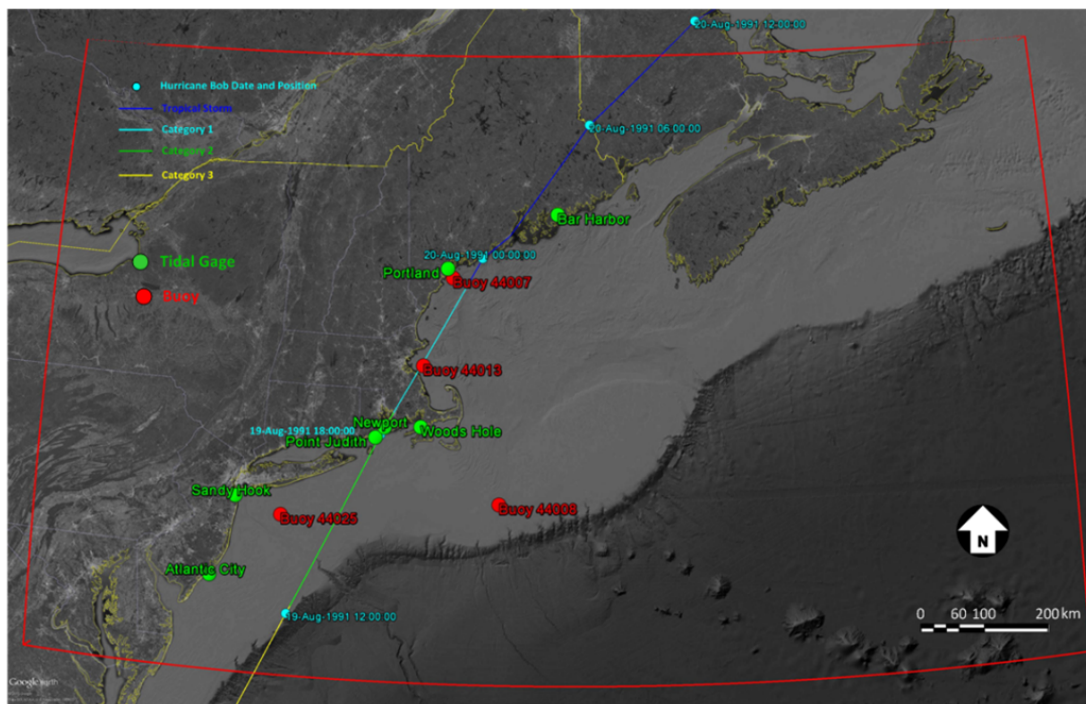 20-Aug-1991 12:00:00
Hurricane Bob Date and Position
Tropical Storm
Category 1
Category 2
Category 3
20-Aug-1991 06 00:00
Bar Harbor
20-Aug-1991 00:00:00
Tidal Gage
Portland
Buoy 44007
Buoy
Buoy 44013
Newport
19-Aug-1991 18:00:00
Woods Hole
Point Judith
Sandy Hook
Buoy 44008
Buoy 44025
N
Atlantic City
0 60 100 200 km
19-Aug-1991 12 00 00
Google earth